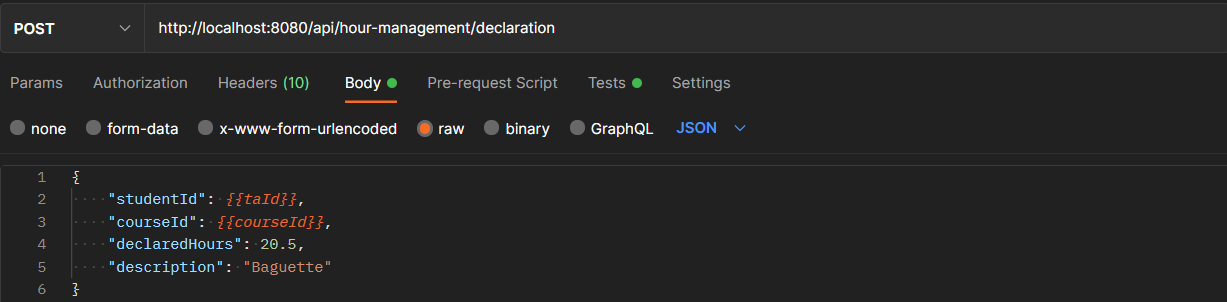 POST http://localhost:8080/api/hour-management/declaration
Params Authorization Headers (10) Body Pre-request Script Tests Settings
none form-data x-www-form-urlencoded raw binary GraphQL JSON
1 {
2 "studentId": {{taId}},
3 "courseId": {{courseId}},
4 "declaredHours": 20.5,
5 "description": "Baguette"
6 }